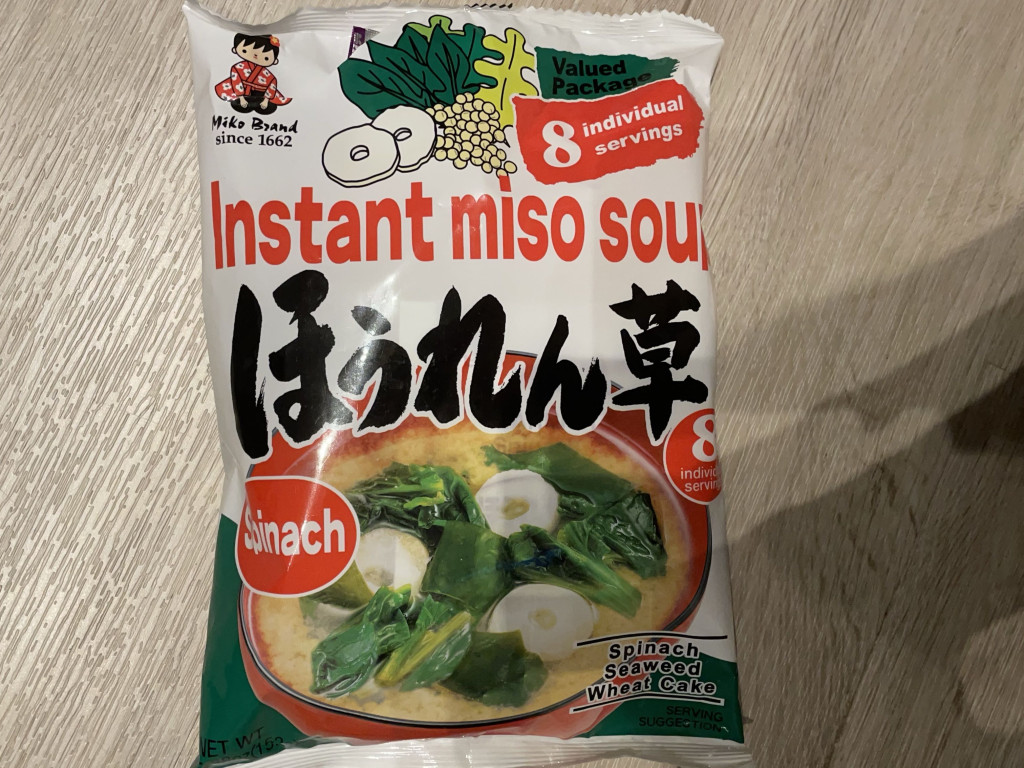 Miko Brand
since 1662
Valued
Package
8 individual
servings
Instant miso soup
ほうれん草
8
individ
servin
Spinach
Spinach
Seaweed
Wheat Cake
SERVING
SUGGESTION
NET WT